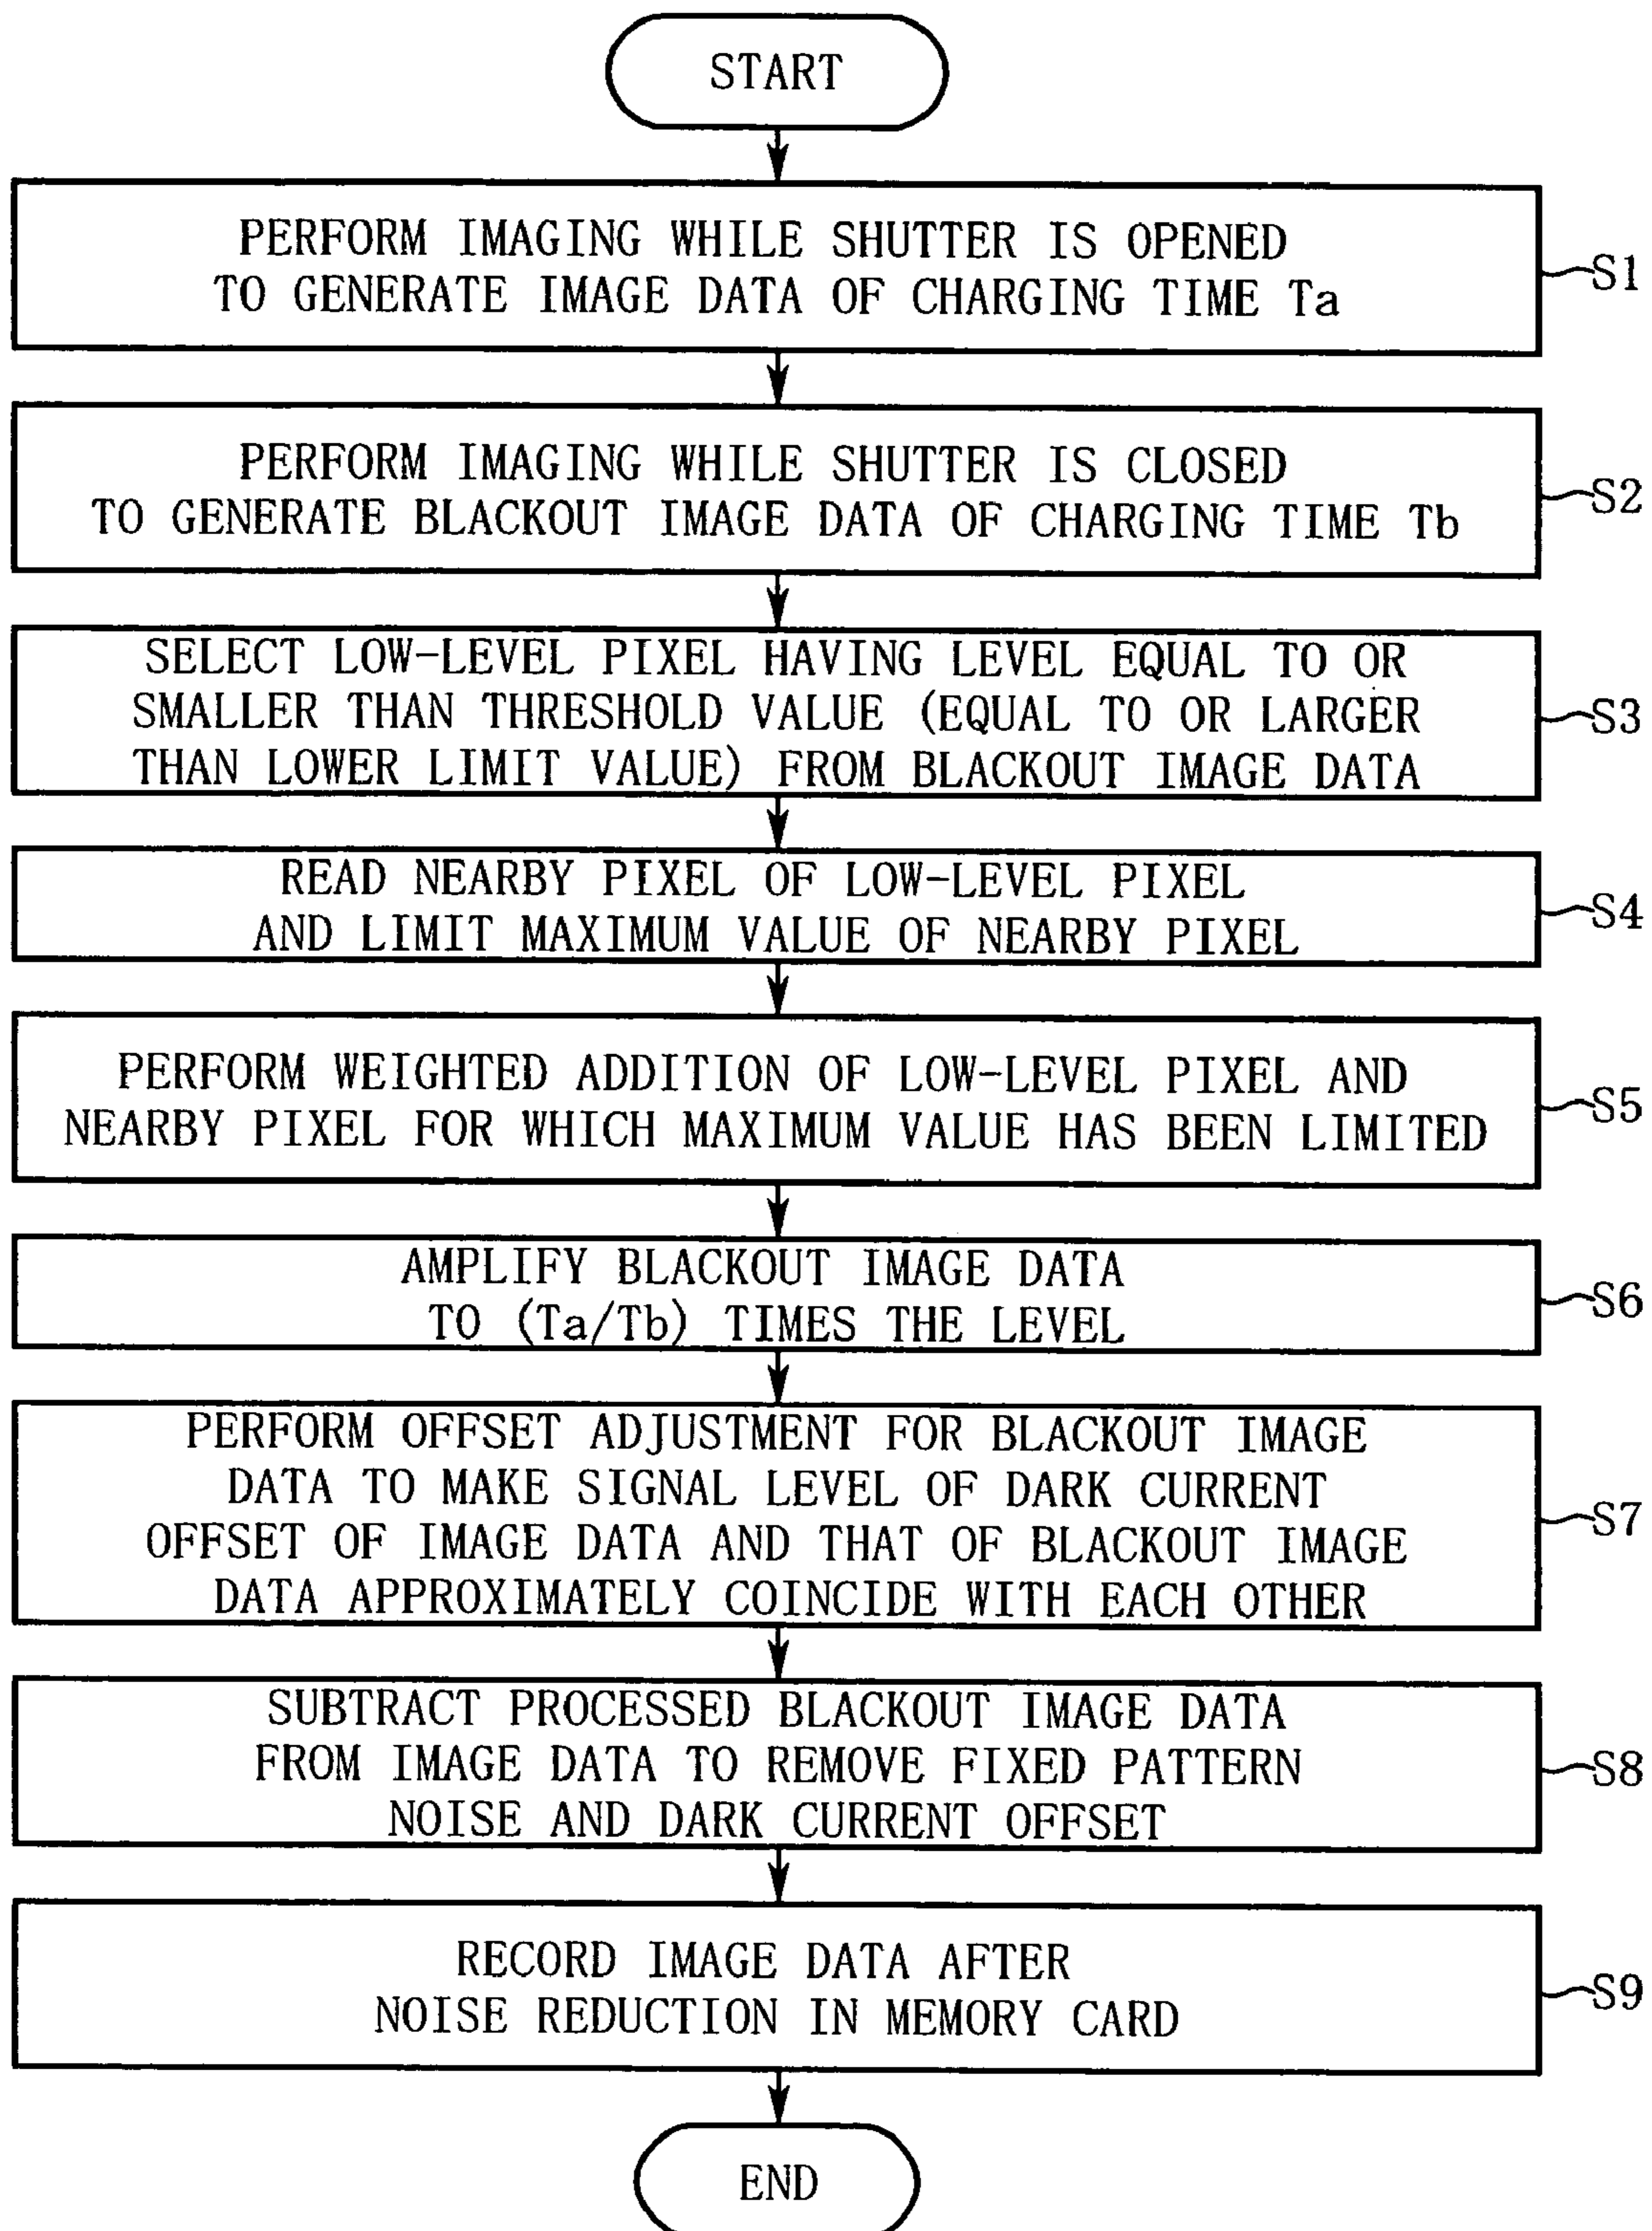 START
PERFORM IMAGING WHILE SHUTTER IS OPENED
TO GENERATE IMAGE DATA OF CHARGING TIME Ta
S1
PERFORM IMAGING WHILE SHUTTER IS CLOSED
TO GENERATE BLACKOUT IMAGE DATA OF CHARGING TIME Tb
S2
SELECT LOW-LEVEL PIXEL HAVING LEVEL EQUAL TO OR
SMALLER THAN THRESHOLD VALUE (EQUAL TO OR LARGER
THAN LOWER LIMIT VALUE) FROM BLACKOUT IMAGE DATA
S3
READ NEARBY PIXEL OF LOW-LEVEL PIXEL
AND LIMIT MAXIMUM VALUE OF NEARBY PIXEL
S4
PERFORM WEIGHTED ADDITION OF LOW-LEVEL PIXEL AND
NEARBY PIXEL FOR WHICH MAXIMUM VALUE HAS BEEN LIMITED
S5
AMPLIFY BLACKOUT IMAGE DATA
TO (Ta/Tb) TIMES THE LEVEL
S6
PERFORM OFFSET ADJUSTMENT FOR BLACKOUT IMAGE
DATA TO MAKE SIGNAL LEVEL OF DARK CURRENT
OFFSET OF IMAGE DATA AND THAT OF BLACKOUT IMAGE
DATA APPROXIMATELY COINCIDE WITH EACH OTHER
S7
SUBTRACT PROCESSED BLACKOUT IMAGE DATA
FROM IMAGE DATA TO REMOVE FIXED PATTERN
NOISE AND DARK CURRENT OFFSET
S8
RECORD IMAGE DATA AFTER
NOISE REDUCTION IN MEMORY CARD
S9
END